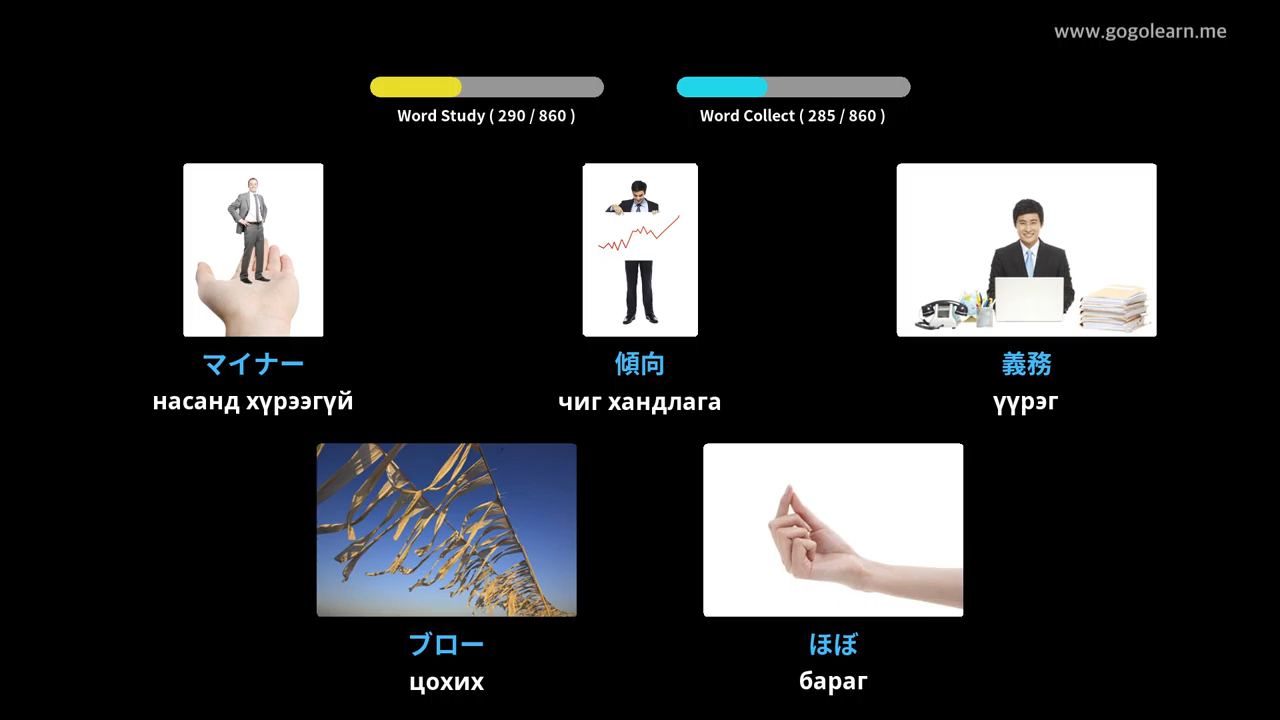 www.gogolearn.me
Word Study ( 290 / 860 )
Word Collect ( 285 / 860 )
マイナー
насанд хүрээгүй
傾向
чиг хандлага
義務
үүрэг
ブロー
цохих
ほぼ
бараг